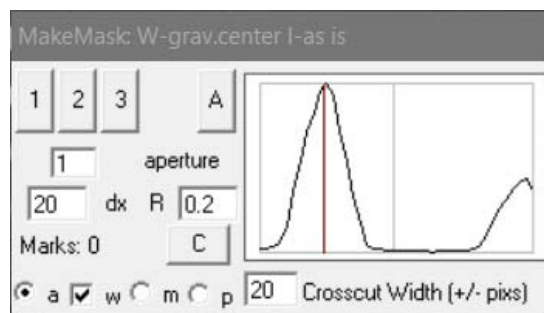 MakeMask: W-grav.center I-as is
1 2 3 A
1 aperture
20 dx R 0.2
Marks: 0 C
a w m p 20 Crosscut Width (+/- pixs)